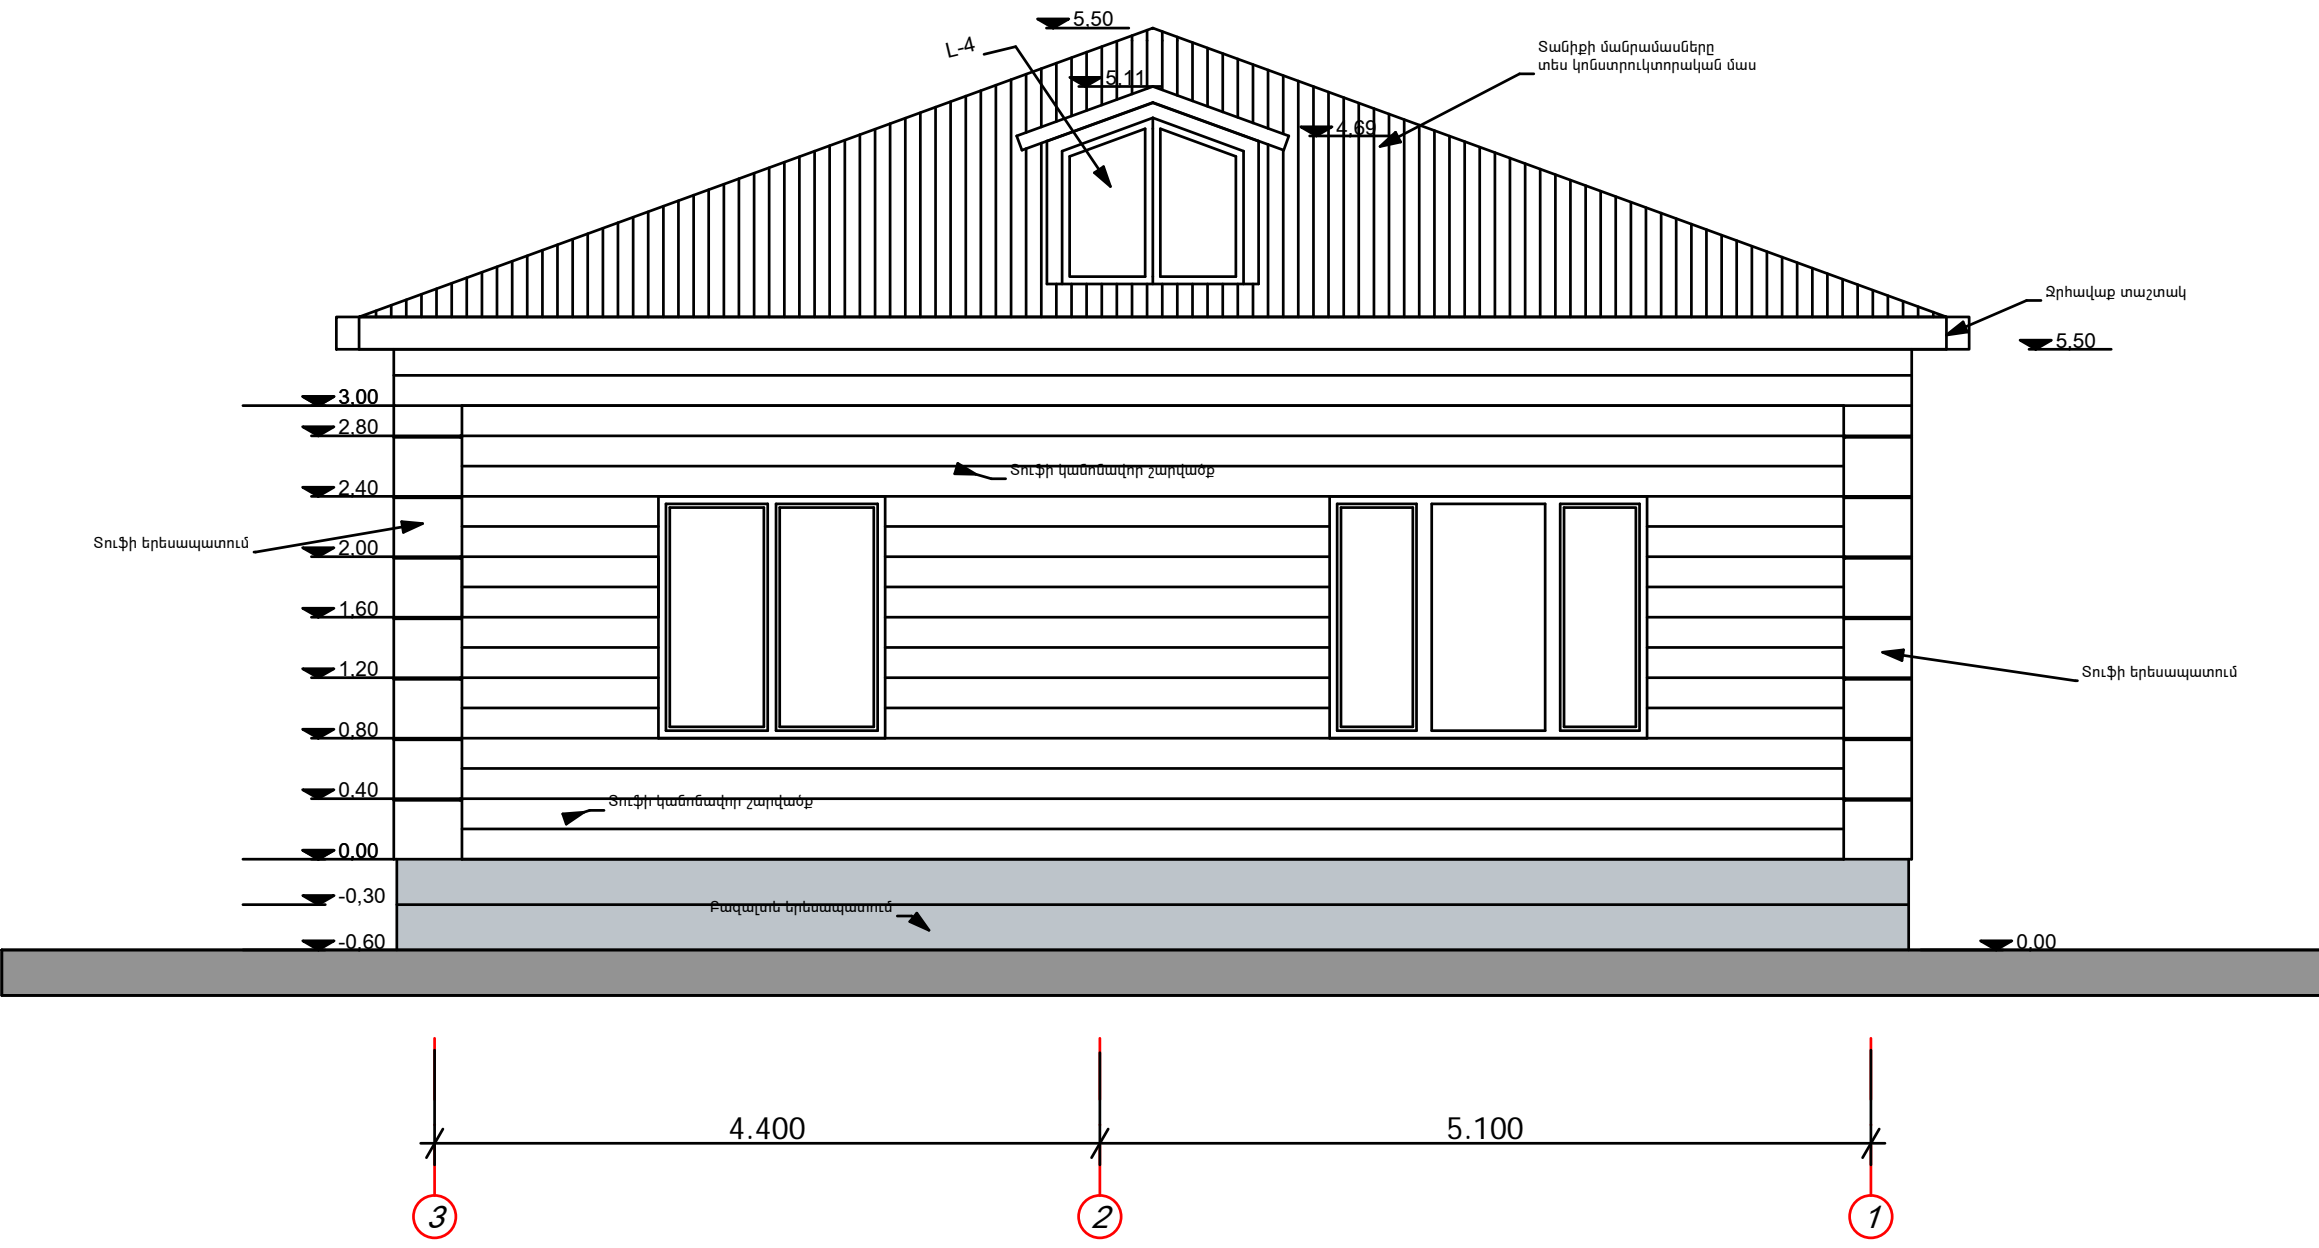 5,50
L-4
Տանիքի մանրամասները
տես կոնստրուկտորական մաս
5,11
4,69
Ջրհավաք տաշտակ
5,50
3,00
2,80
Տուֆի կանոնավոր շարվածք
2,40
Տուֆի երեսապատում
2,00
1,60
1,20
Տուֆի երեսապատում
0,80
0,40
Տուֆի կանոնավոր շարվածք
0,00
-0,30
Բազալտե երեսապատում
-0,60
0,00
4.400
5.100
3
2
1